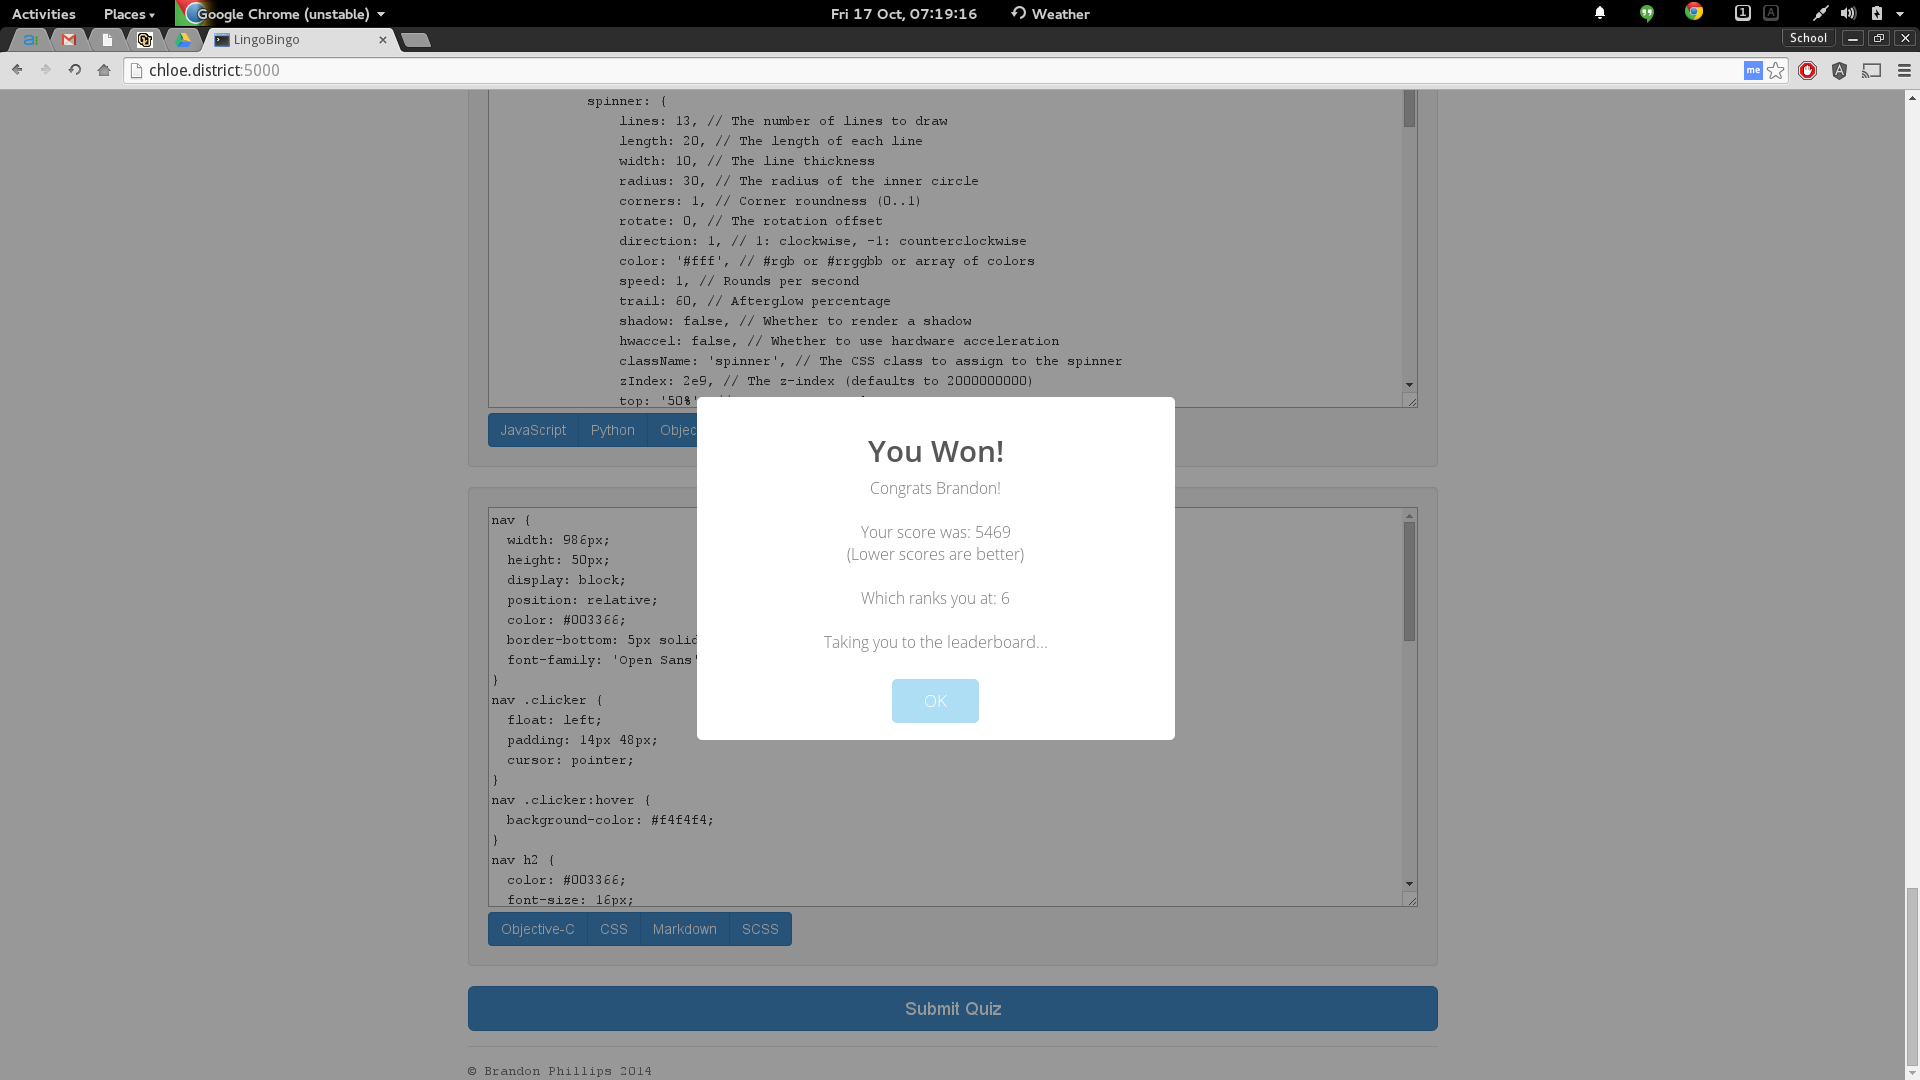 Activities Places Google Chrome (unstable) Fri 17 Oct, 07:19:16 Weather 1 A
LingoBingo School
chloe.district:5000 me
spinner: {
lines: 13, // The number of lines to draw
length: 20, // The length of each line
width: 10, // The line thickness
radius: 30, // The radius of the inner circle
corners: 1, // Corner roundness (0..1)
rotate: 0, // The rotation offset
direction: 1, // 1: clockwise, -1: counterclockwise
color: '#fff', // #rgb or #rrggbb or array of colors
speed: 1, // Rounds per second
trail: 60, // Afterglow percentage
shadow: false, // Whether to render a shadow
hwaccel: false, // Whether to use hardware acceleration
className: 'spinner', // The CSS class to assign to the spinner
zIndex: 2e9, // The z-index (defaults to 2000000000)
top: '50%'
JavaScript Python Objec
You Won!
Congrats Brandon!
Your score was: 5469
(Lower scores are better)
Which ranks you at: 6
Taking you to the leaderboard...
OK
nav {
width: 986px;
height: 50px;
display: block;
position: relative;
color: #003366;
border-bottom: 5px solid
font-family: 'Open Sans'
}
nav .clicker {
float: left;
padding: 14px 48px;
cursor: pointer;
}
nav .clicker:hover {
background-color: #f4f4f4;
}
nav h2 {
color: #003366;
font-size: 16px;
Objective-C CSS Markdown SCSS
Submit Quiz
© Brandon Phillips 2014